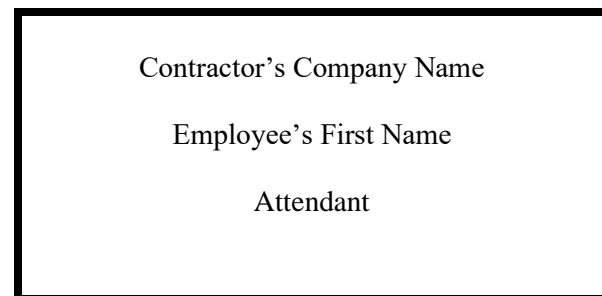 Contractor’s Company Name
Employee’s First Name
Attendant